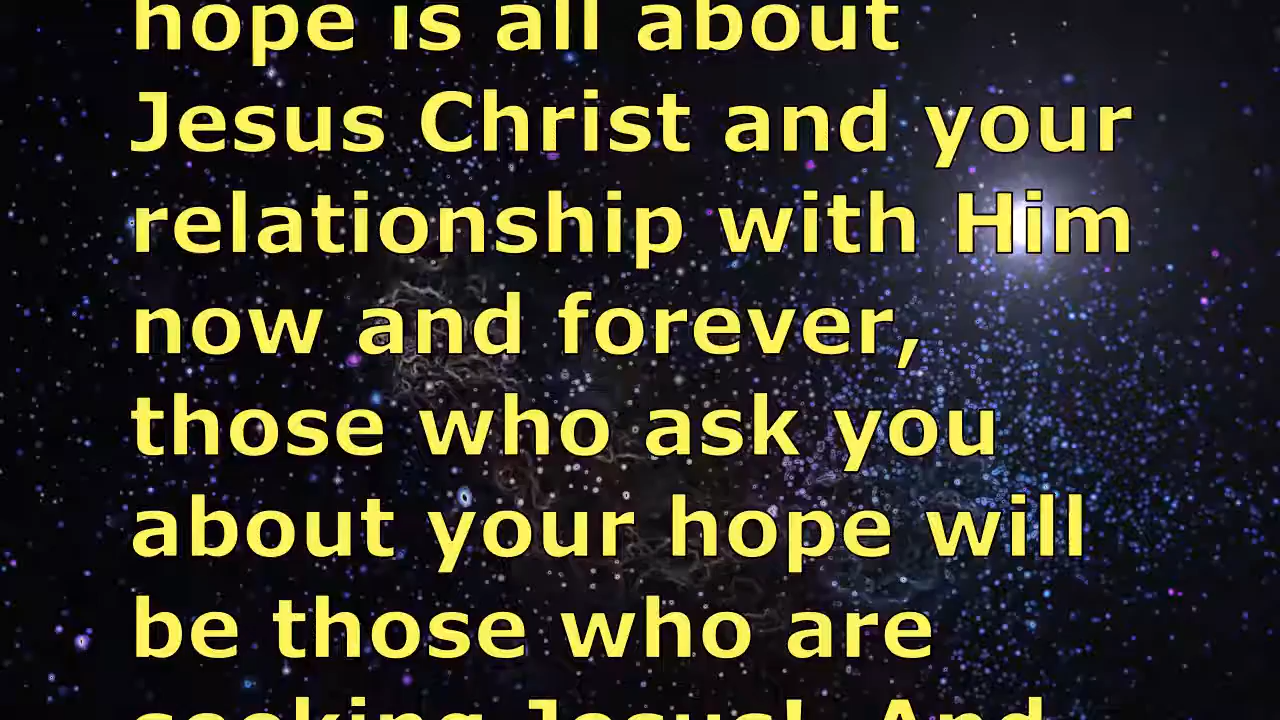 hope is all about
Jesus Christ and your
relationship with Him
now and forever,
those who ask you
about your hope will
be those who are
seeking Jesus! And